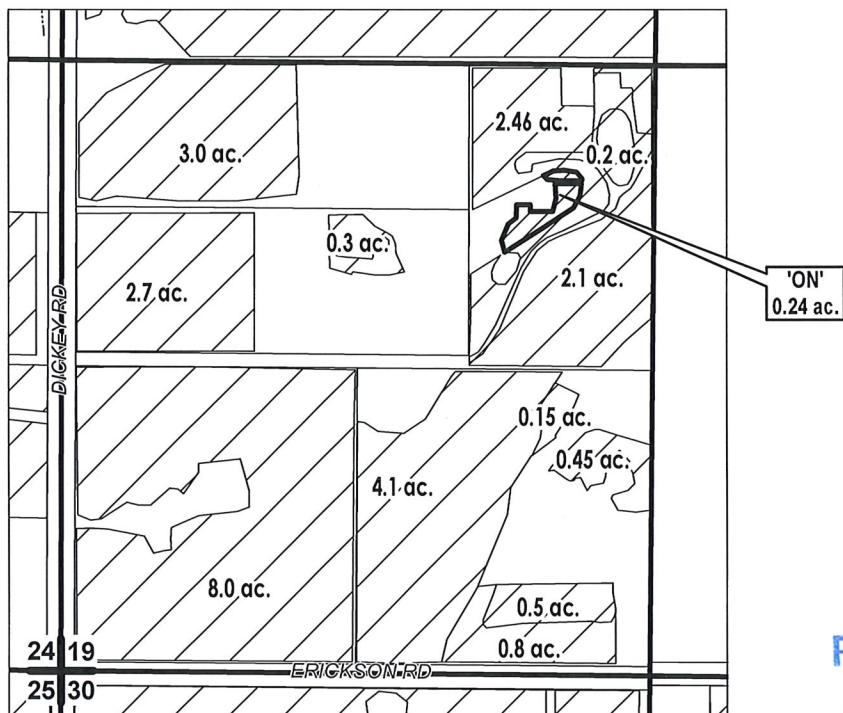 3.0 ac.
2.46 ac.
0.2 ac.
0.3 ac.
2.7 ac.
2.1 ac.
'ON'
0.24 ac.
DICKEY RD
0.15 ac.
0.45 ac.
4.1 ac.
8.0 ac.
0.5 ac.
0.8 ac.
24 19
ERICKSON RD
25 30